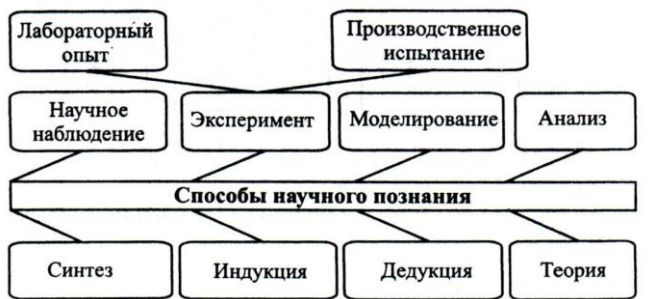 Лабораторный
опыт
Производственное
испытание
Научное
наблюдение
Эксперимент
Моделирование
Анализ
Способы научного познания
Синтез
Индукция
Дедукция
Теория